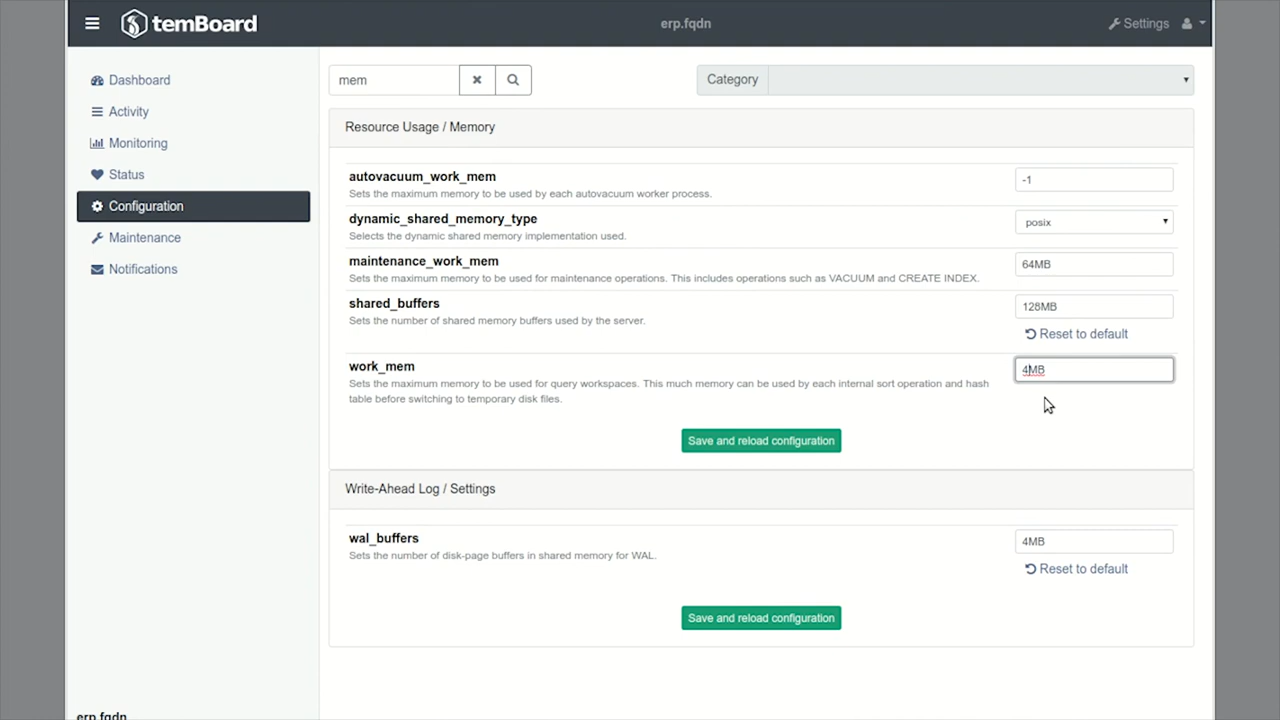 temBoard
erp.fqdn
Settings
Dashboard
Activity
Monitoring
Status
Configuration
Maintenance
Notifications
mem
Category
Resource Usage / Memory
autovacuum_work_mem
Sets the maximum memory to be used by each autovacuum worker process.
-1
dynamic_shared_memory_type
Selects the dynamic shared memory implementation used.
posix
maintenance_work_mem
Sets the maximum memory to be used for maintenance operations. This includes operations such as VACUUM and CREATE INDEX.
64MB
shared_buffers
Sets the number of shared memory buffers used by the server.
128MB
Reset to default
work_mem
Sets the maximum memory to be used for query workspaces. This much memory can be used by each internal sort operation and hash
table before switching to temporary disk files.
4MB
Save and reload configuration
Write-Ahead Log / Settings
wal_buffers
Sets the number of disk-page buffers in shared memory for WAL.
4MB
Reset to default
Save and reload configuration
erp.fqdn